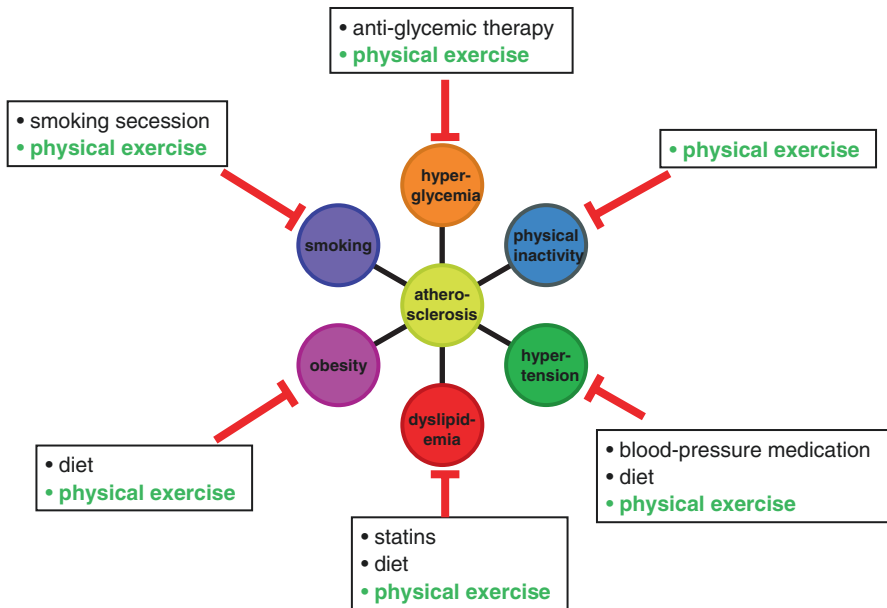 • anti-glycemic therapy
• physical exercise
• smoking secession
• physical exercise
• physical exercise
hyper-
glycemia
smoking
physical
inactivity
athero-
sclerosis
obesity
hyper-
tension
dyslipid-
emia
• diet
• physical exercise
• blood-pressure medication
• diet
• physical exercise
• statins
• diet
• physical exercise